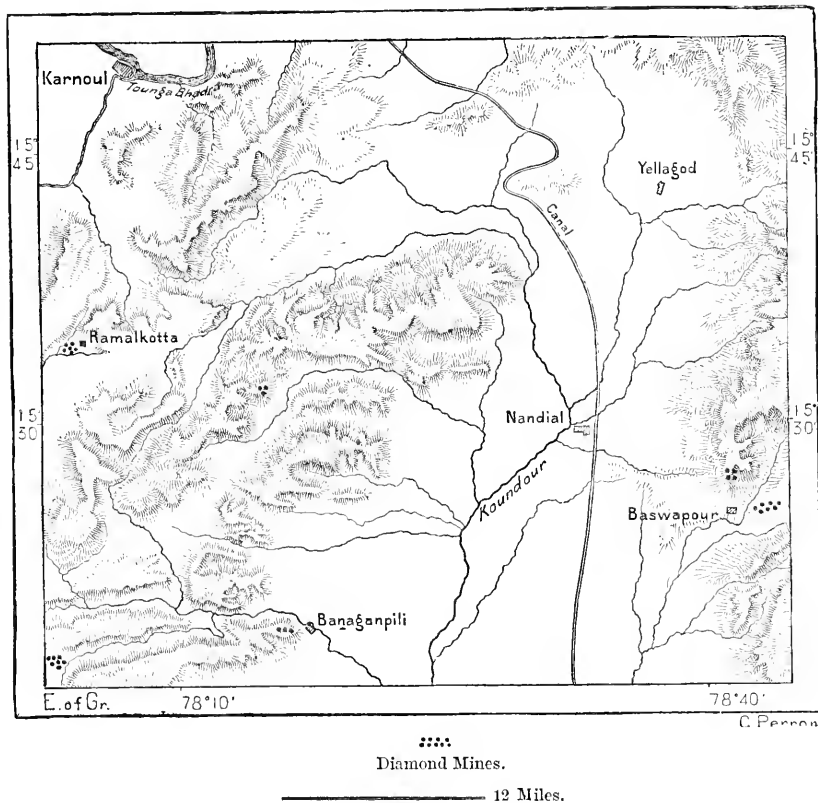 Karnoul
Tounga Bhadra
15°
45'
15°
45'
Yellagod
Canal
Ramalkotta
15°
30'
15°
30'
Nandial
Koundour
Baswapour
Banaganpili
E. of Gr.
78°10'
78°40'
C. Perron
Diamond Mines.
12 Miles.